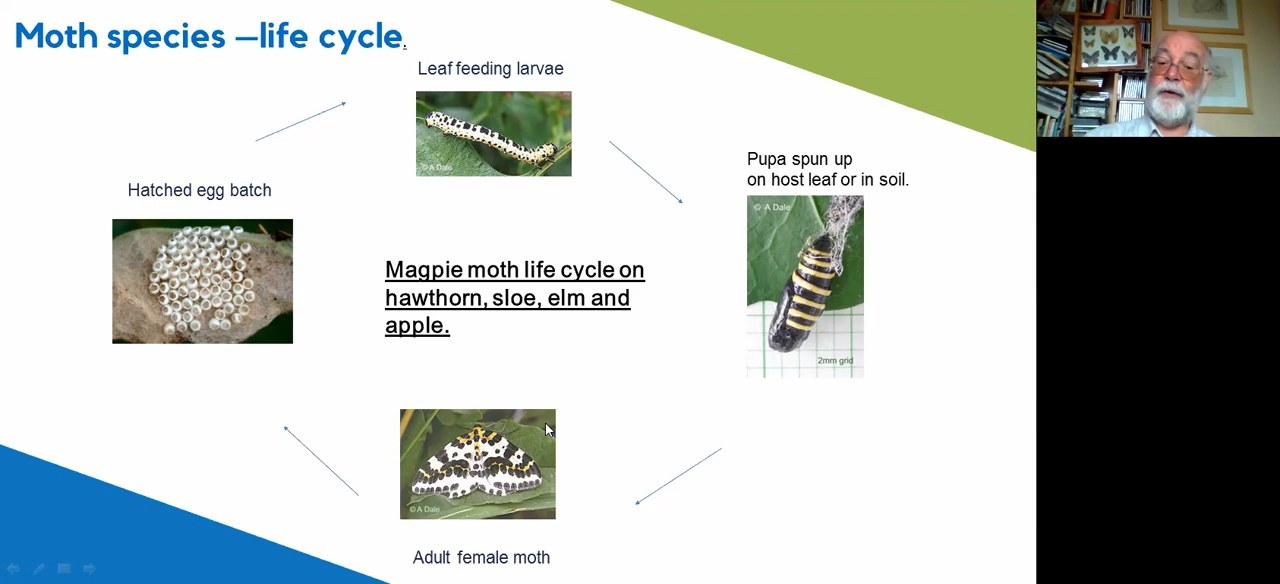 Moth species –life cycle.
Leaf feeding larvae
© A Dale
Pupa spun up
on host leaf or in soil.
© A Dale
2mm grid
Hatched egg batch
Magpie moth life cycle on
hawthorn, sloe, elm and
apple.
© A Dale
Adult female moth